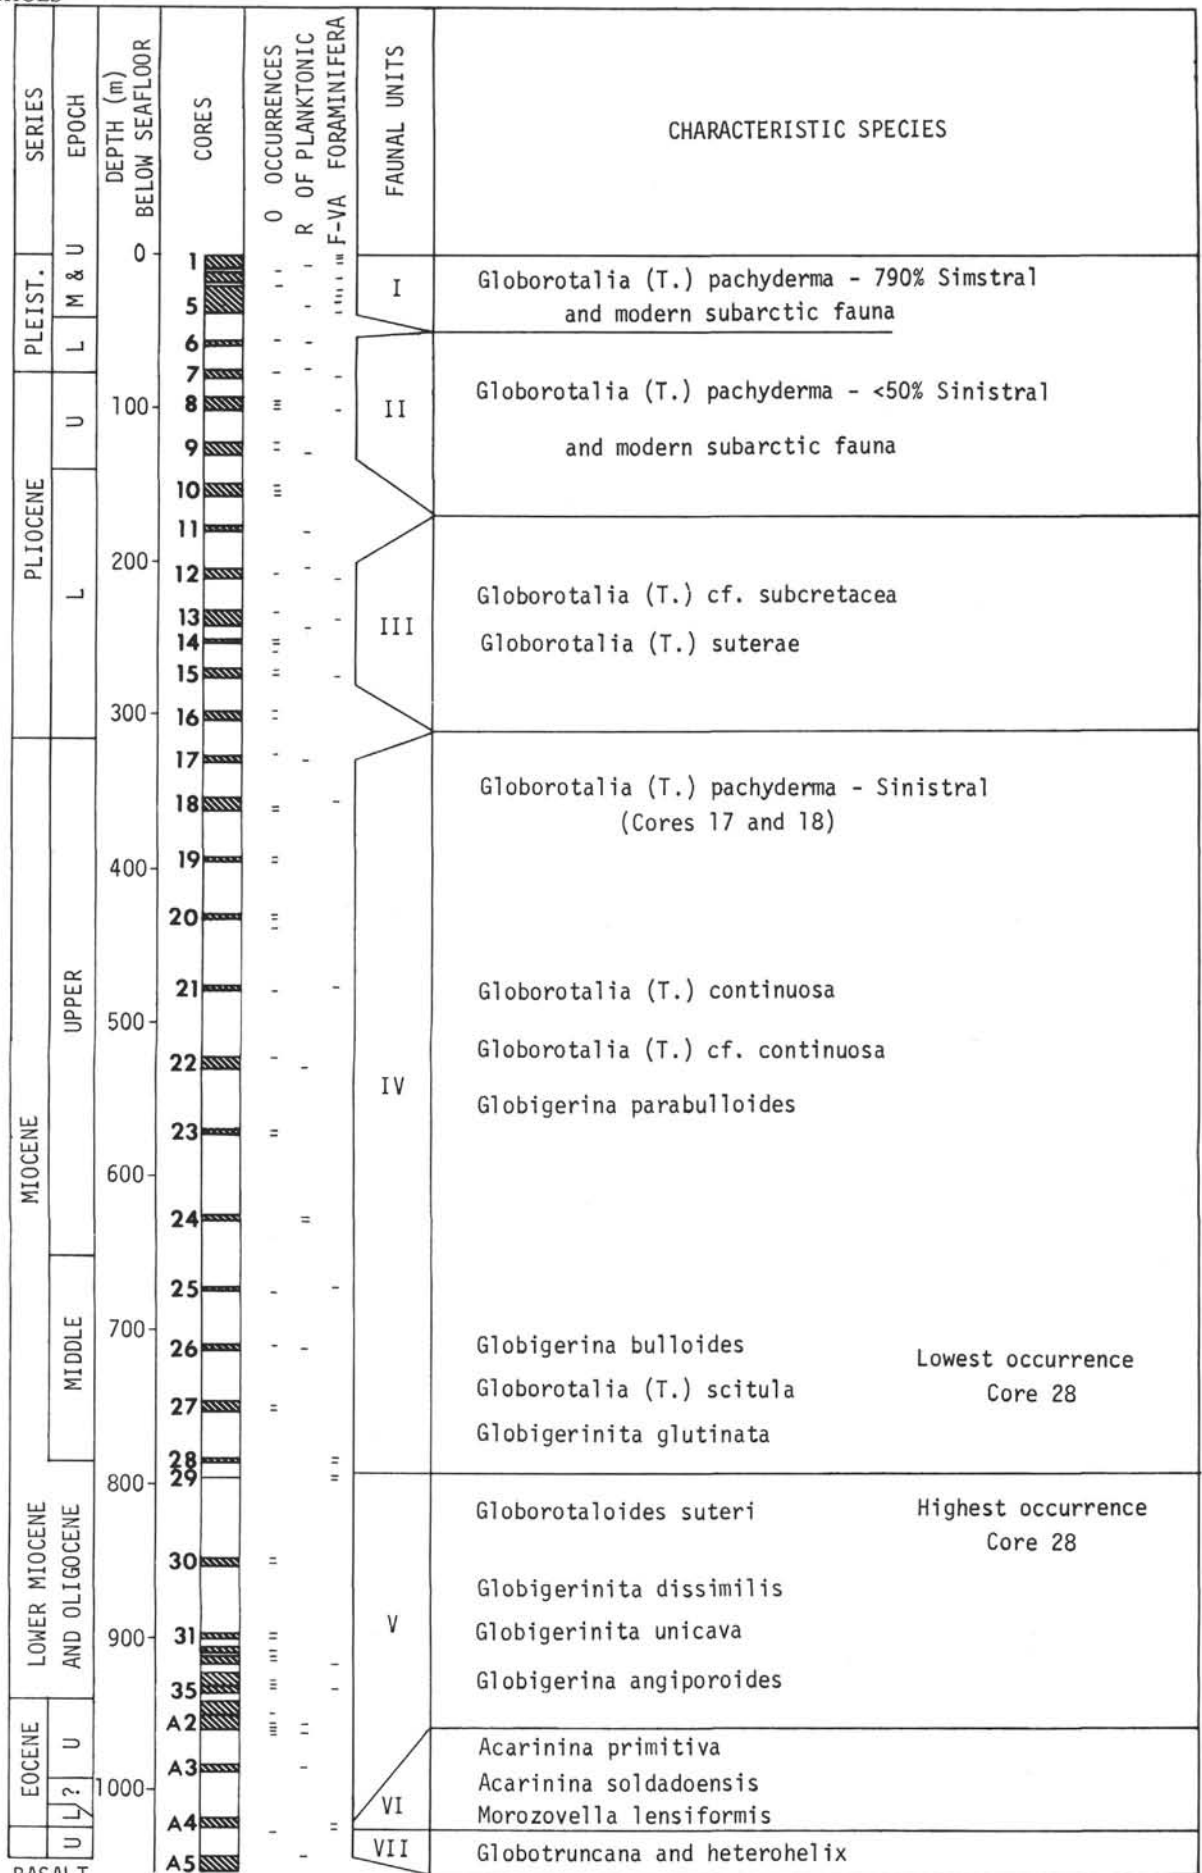 SERIES
EPOCH
DEPTH (m)
BELOW SEAFLOOR
CORES
O OCCURRENCES
R OF PLANKTONIC
F-VA FORAMINIFERA
FAUNAL UNITS
CHARACTERISTIC SPECIES
PLEIST.
M & U
L
PLIOCENE
U
L
MIOCENE
UPPER
MIDDLE
LOWER MIOCENE
AND OLIGOCENE
EOCENE
U
?
L
U
BASALT
0
100
200
300
400
500
600
700
800
900
1000
1
5
6
7
8
9
10
11
12
13
14
15
16
17
18
19
20
21
22
23
24
25
26
27
28
29
30
31
35
A2
A3
A4
A5
I
Globorotalia (T.) pachyderma - 790% Simstral
and modern subarctic fauna
II
Globorotalia (T.) pachyderma - <50% Sinistral
and modern subarctic fauna
III
Globorotalia (T.) cf. subcretacea
Globorotalia (T.) suterae
IV
Globorotalia (T.) pachyderma - Sinistral
(Cores 17 and 18)
Globorotalia (T.) continuosa
Globorotalia (T.) cf. continuosa
Globigerina parabulloides
Globigerina bulloides
Globorotalia (T.) scitula
Globigerinita glutinata
Lowest occurrence
Core 28
V
Globorotaloides suteri
Highest occurrence
Core 28
Globigerinita dissimilis
Globigerinita unicava
Globigerina angiporoides
VI
Acarinina primitiva
Acarinina soldadoensis
Morozovella lensiformis
VII
Globotruncana and heterohelix